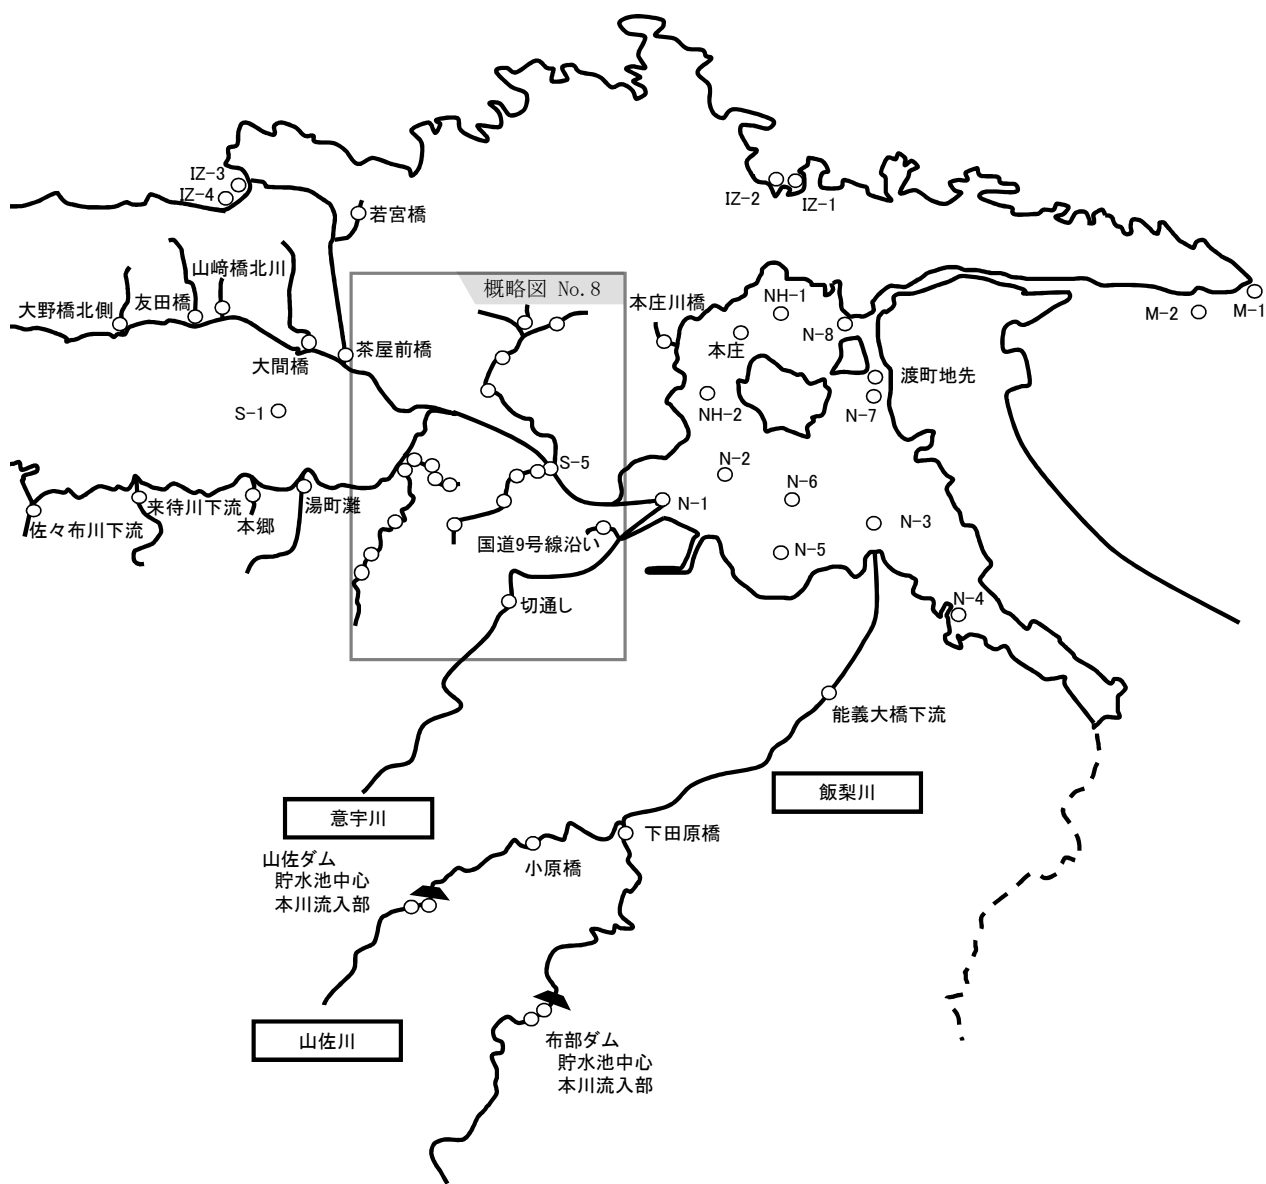 IZ-3
IZ-4
若宮橋
IZ-2
IZ-1
山﨑橋北川
友田橋
大野橋北側
概略図 No.8
本庄川橋
NH-1
M-2
M-1
本庄
N-8
大間橋
茶屋前橋
渡町地先
S-1
NH-2
N-7
S-5
N-2
N-6
N-1
N-3
佐々布川下流
来待川下流
本郷
湯町灘
国道9号線沿い
N-5
切通し
N-4
能義大橋下流
飯梨川
意宇川
下田原橋
小原橋
山佐ダム
貯水池中心
本川流入部
山佐川
布部ダム
貯水池中心
本川流入部